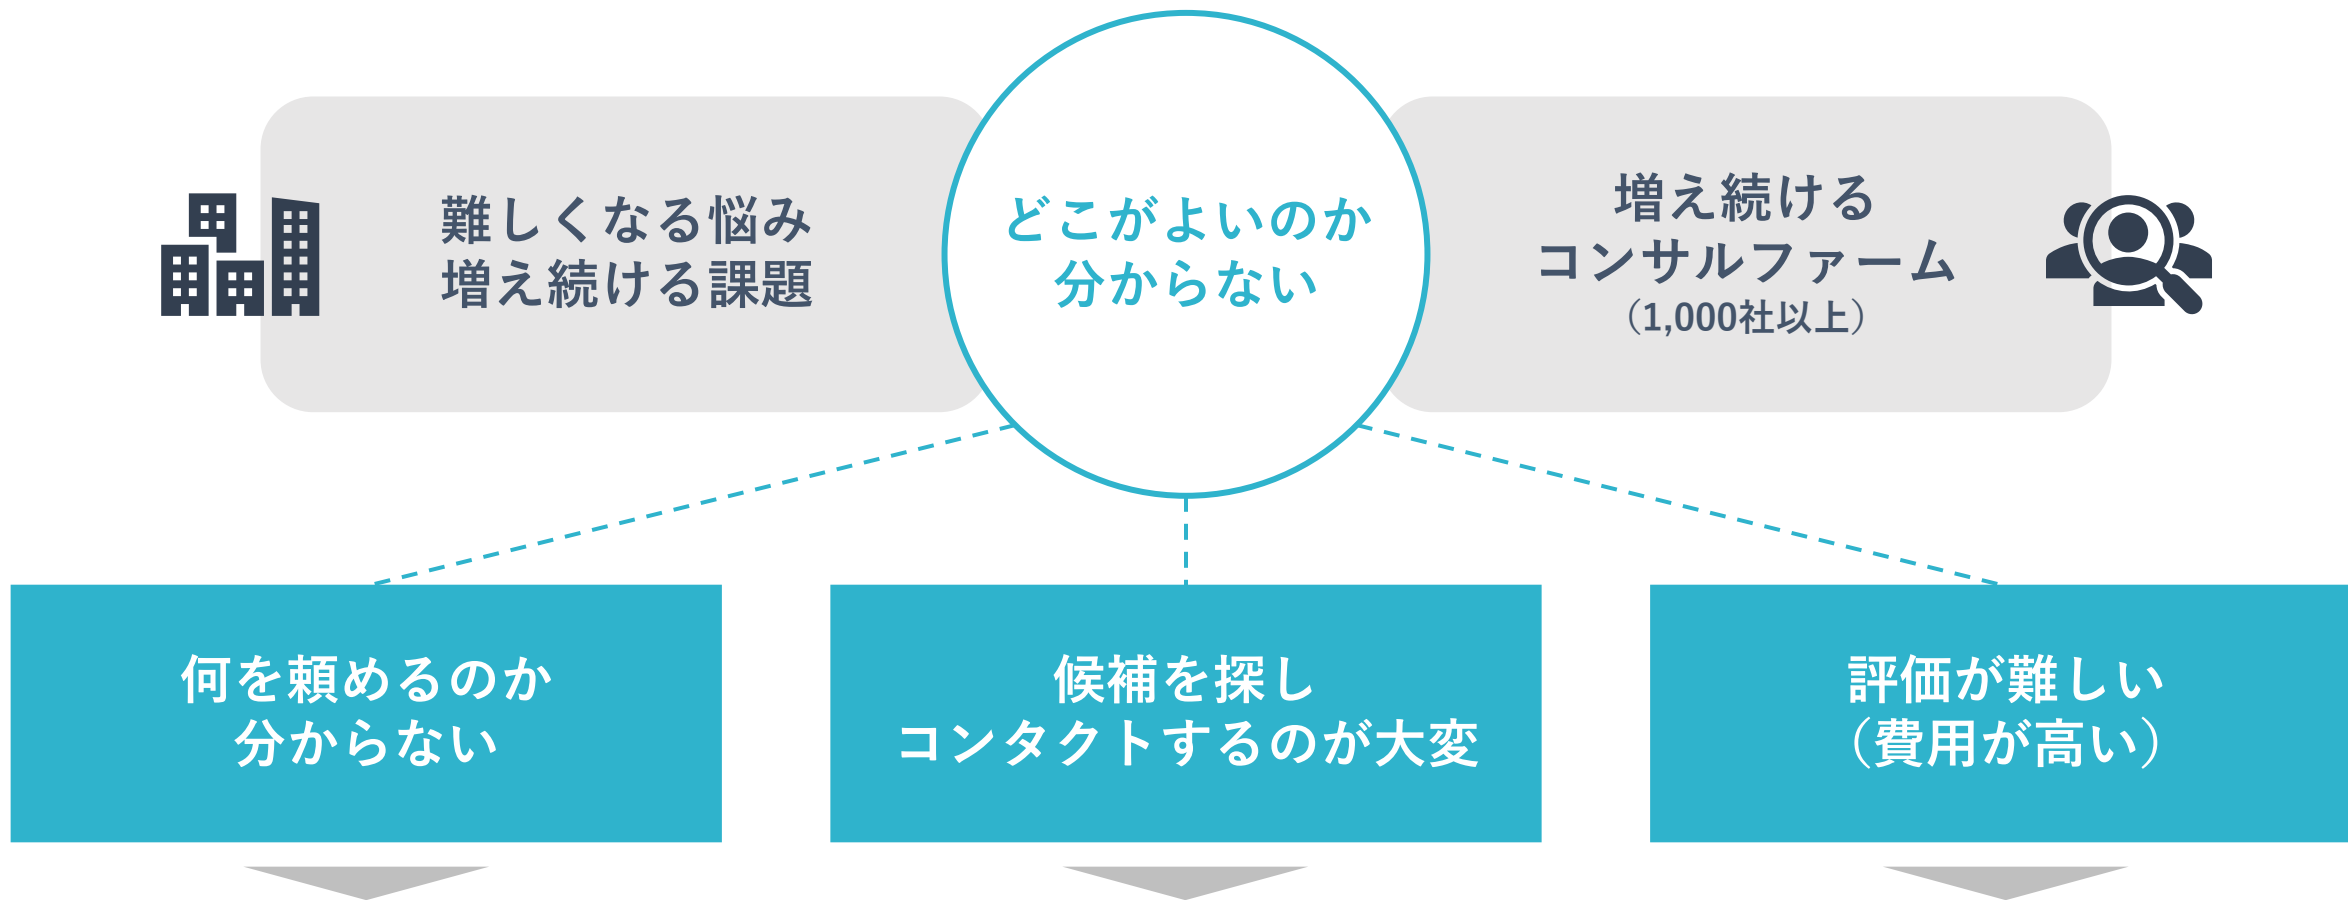 難しくなる悩み
増え続ける課題
どこがよいのか
分からない
増え続ける
コンサルファーム
（1,000社以上）
何を頼めるのか
分からない
候補を探し
コンタクトするのが大変
評価が難しい
（費用が高い）